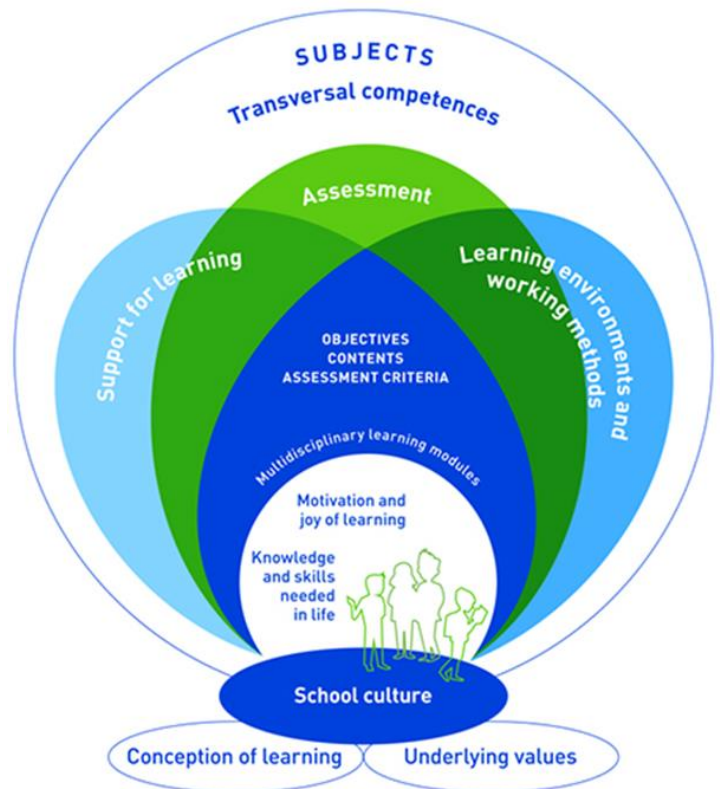 SUBJECTS
Transversal competences
Assessment
Support for learning
Learning environments and
working methods
OBJECTIVES
CONTENTS
ASSESSMENT CRITERIA
Multidisciplinary learning modules
Motivation and
joy of learning
Knowledge
and skills
needed
in life
School culture
Conception of learning
Underlying values